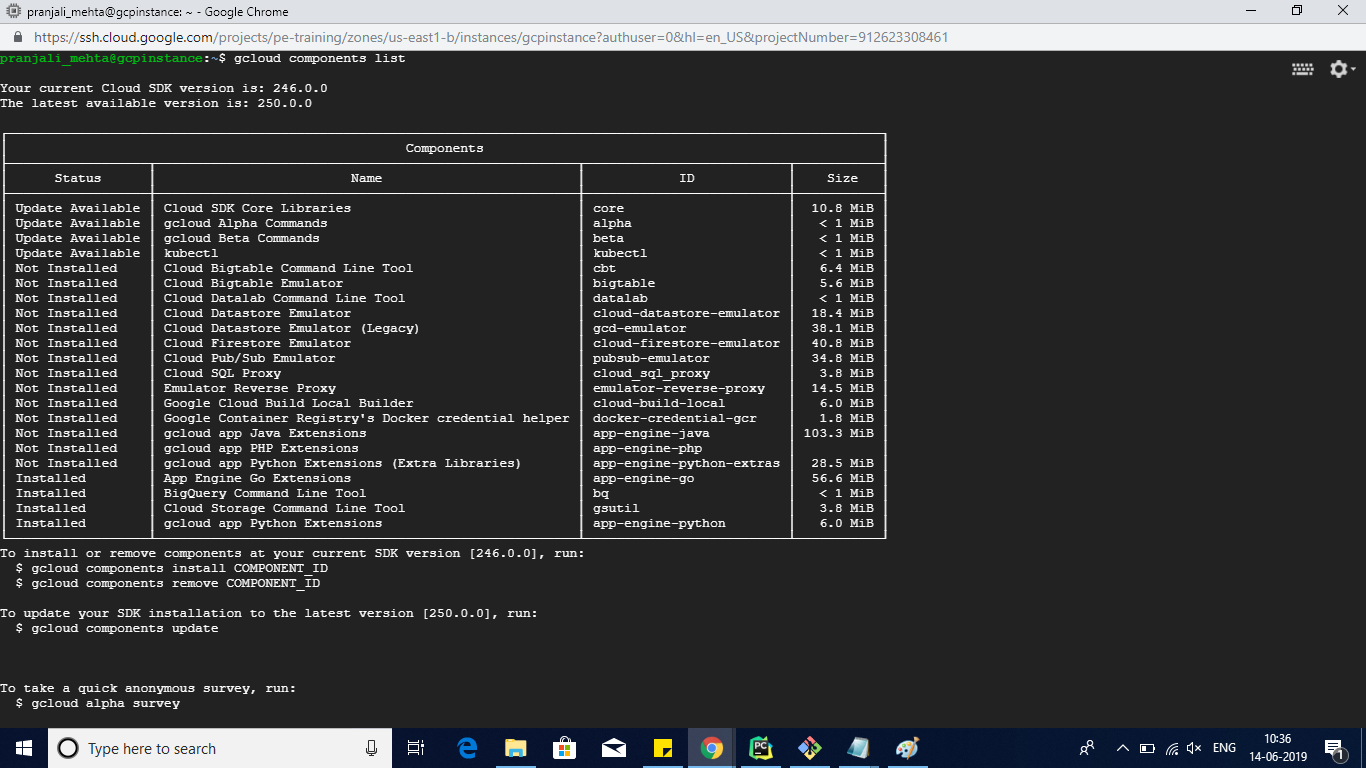 pranjali_mehta@gcpinstance: ~ - Google Chrome
https://ssh.cloud.google.com/projects/pe-training/zones/us-east1-b/instances/gcpinstance?authuser=0&hl=en_US&projectNumber=912623308461
pranjali_mehta@gcpinstance:~$ gcloud components list
Your current Cloud SDK version is: 246.0.0
The latest available version is: 250.0.0
Components
Status Name ID Size
Update Available Cloud SDK Core Libraries core 10.8 MiB
Update Available gcloud Alpha Commands alpha < 1 MiB
Update Available gcloud Beta Commands beta < 1 MiB
Update Available kubectl kubectl < 1 MiB
Not Installed Cloud Bigtable Command Line Tool cbt 6.4 MiB
Not Installed Cloud Bigtable Emulator bigtable 5.6 MiB
Not Installed Cloud Datalab Command Line Tool datalab < 1 MiB
Not Installed Cloud Datastore Emulator cloud-datastore-emulator 18.4 MiB
Not Installed Cloud Datastore Emulator (Legacy) gcd-emulator 38.1 MiB
Not Installed Cloud Firestore Emulator cloud-firestore-emulator 40.8 MiB
Not Installed Cloud Pub/Sub Emulator pubsub-emulator 34.8 MiB
Not Installed Cloud SQL Proxy cloud_sql_proxy 3.8 MiB
Not Installed Emulator Reverse Proxy emulator-reverse-proxy 14.5 MiB
Not Installed Google Cloud Build Local Builder cloud-build-local 6.0 MiB
Not Installed Google Container Registry's Docker credential helper docker-credential-gcr 1.8 MiB
Not Installed gcloud app Java Extensions app-engine-java 103.3 MiB
Not Installed gcloud app PHP Extensions app-engine-php
Not Installed gcloud app Python Extensions (Extra Libraries) app-engine-python-extras 28.5 MiB
Installed App Engine Go Extensions app-engine-go 56.6 MiB
Installed BigQuery Command Line Tool bq < 1 MiB
Installed Cloud Storage Command Line Tool gsutil 3.8 MiB
Installed gcloud app Python Extensions app-engine-python 6.0 MiB
To install or remove components at your current SDK version [246.0.0], run:
$ gcloud components install COMPONENT_ID
$ gcloud components remove COMPONENT_ID
To update your SDK installation to the latest version [250.0.0], run:
$ gcloud components update
To take a quick anonymous survey, run:
$ gcloud alpha survey
Type here to search
PC
ENG
10:36
14-06-2019
1